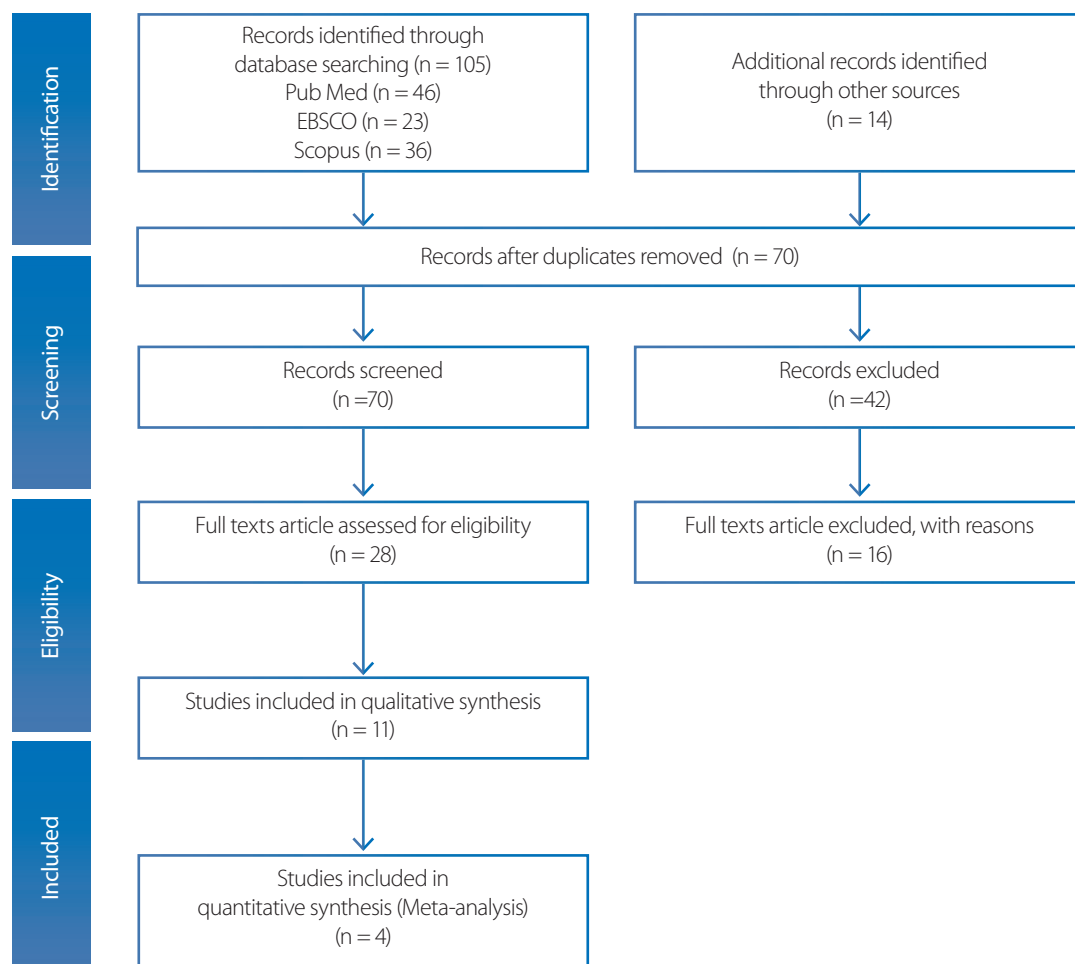 Identification
Records identified through
database searching (n = 105)
Pub Med (n = 46)
EBSCO (n = 23)
Scopus (n = 36)
Additional records identified
through other sources
(n = 14)
Records after duplicates removed (n = 70)
Screening
Records screened
(n =70)
Records excluded
(n =42)
Eligibility
Full texts article assessed for eligibility
(n = 28)
Full texts article excluded, with reasons
(n = 16)
Studies included in qualitative synthesis
(n = 11)
Included
Studies included in
quantitative synthesis (Meta-analysis)
(n = 4)